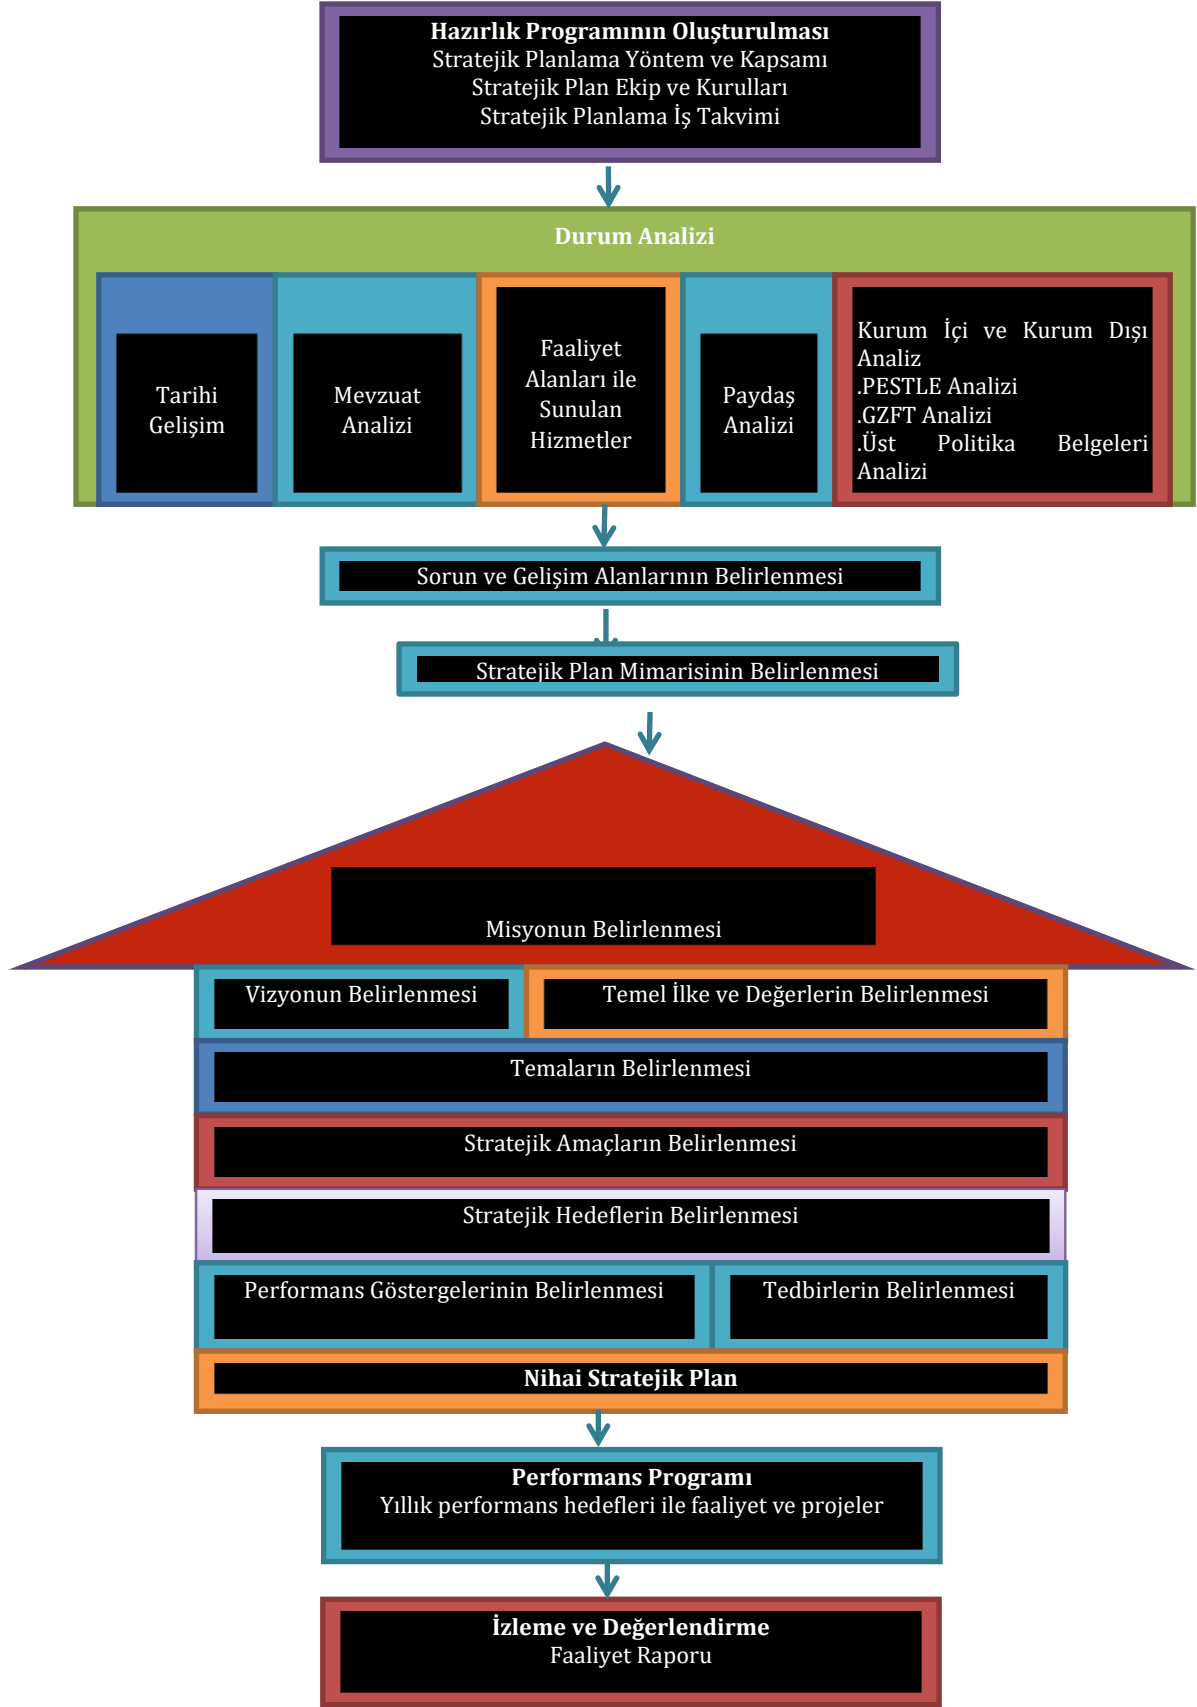 Hazırlık Programının Oluşturulması
Stratejik Planlama Yöntem ve Kapsamı
Stratejik Plan Ekip ve Kurulları
Stratejik Planlama İş Takvimi
Durum Analizi
Tarihi
Gelişim
Mevzuat
Analizi
Faaliyet
Alanları ile
Sunulan
Hizmetler
Paydaş
Analizi
Kurum İçi ve Kurum Dışı
Analiz
.PESTLE Analizi
.GZFT Analizi
.Üst Politika Belgeleri
Analizi
Sorun ve Gelişim Alanlarının Belirlenmesi
Stratejik Plan Mimarisinin Belirlenmesi
Misyonun Belirlenmesi
Vizyonun Belirlenmesi
Temel İlke ve Değerlerin Belirlenmesi
Temaların Belirlenmesi
Stratejik Amaçların Belirlenmesi
Stratejik Hedeflerin Belirlenmesi
Performans Göstergelerinin Belirlenmesi
Tedbirlerin Belirlenmesi
Nihai Stratejik Plan
Performans Programı
Yıllık performans hedefleri ile faaliyet ve projeler
İzleme ve Değerlendirme
Faaliyet Raporu